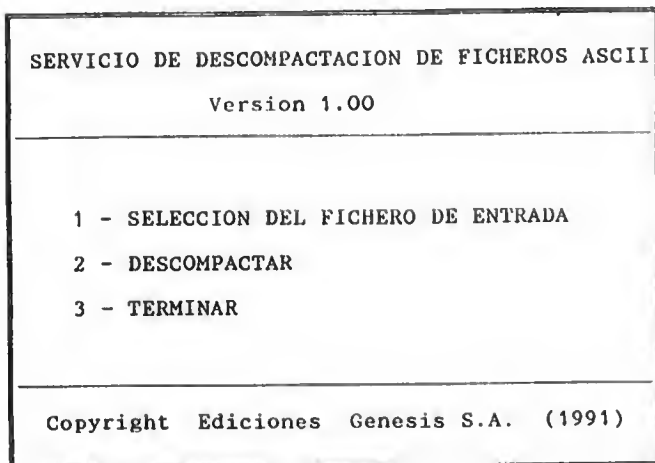 SERVICIO DE DESCOMPACTACION DE FICHEROS ASCII
Version 1.00
1 - SELECCION DEL FICHERO DE ENTRADA
2 - DESCOMPACTAR
3 - TERMINAR
Copyright Ediciones Genesis S.A. (1991)